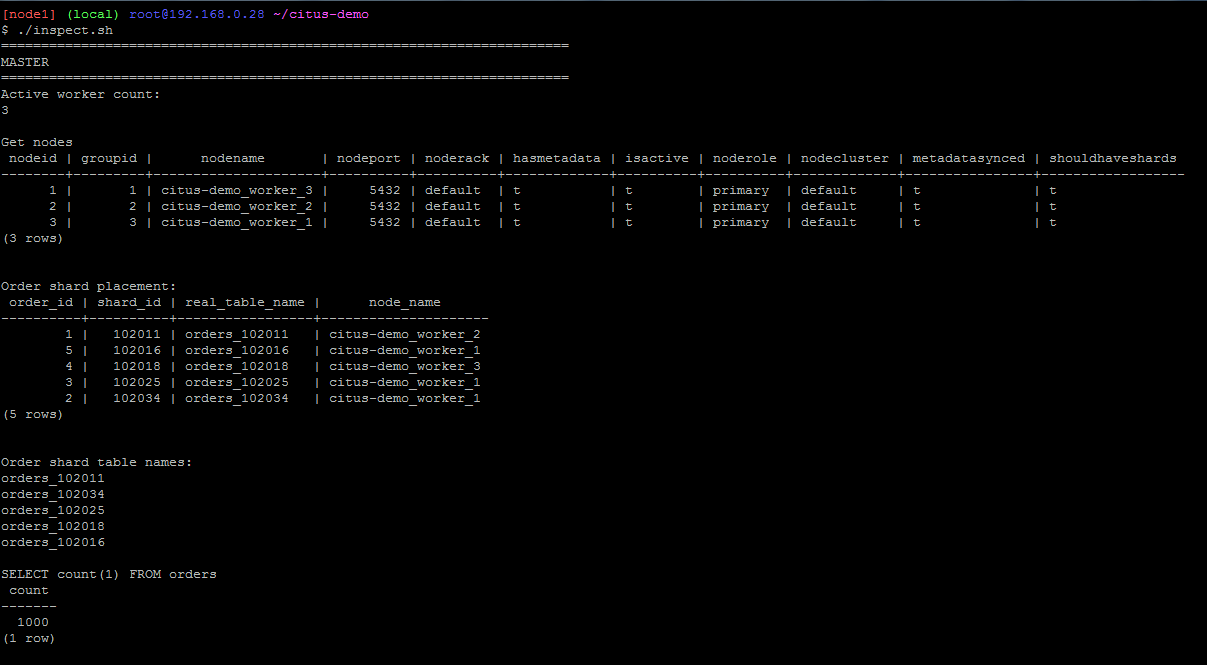 [node1] (local) root@192.168.0.28 ~/citus-demo
$ ./inspect.sh
=======================================================================
MASTER
=======================================================================
Active worker count:
3

Get nodes
 nodeid | groupid |      nodename       | nodeport | noderack | hasmetadata | isactive | noderole | nodecluster | metadatasynced | shouldhaveshards
--------+---------+---------------------+----------+----------+-------------+----------+----------+-------------+----------------+------------------
      1 |       1 | citus-demo_worker_3 |     5432 | default  | t           | t        | primary  | default     | t              | t
      2 |       2 | citus-demo_worker_2 |     5432 | default  | t           | t        | primary  | default     | t              | t
      3 |       3 | citus-demo_worker_1 |     5432 | default  | t           | t        | primary  | default     | t              | t
(3 rows)


Order shard placement:
 order_id | shard_id | real_table_name |      node_name
----------+----------+-----------------+---------------------
        1 |   102011 | orders_102011   | citus-demo_worker_2
        5 |   102016 | orders_102016   | citus-demo_worker_1
        4 |   102018 | orders_102018   | citus-demo_worker_3
        3 |   102025 | orders_102025   | citus-demo_worker_1
        2 |   102034 | orders_102034   | citus-demo_worker_1
(5 rows)


Order shard table names:
orders_102011
orders_102034
orders_102025
orders_102018
orders_102016

SELECT count(1) FROM orders
 count
-------
  1000
(1 row)